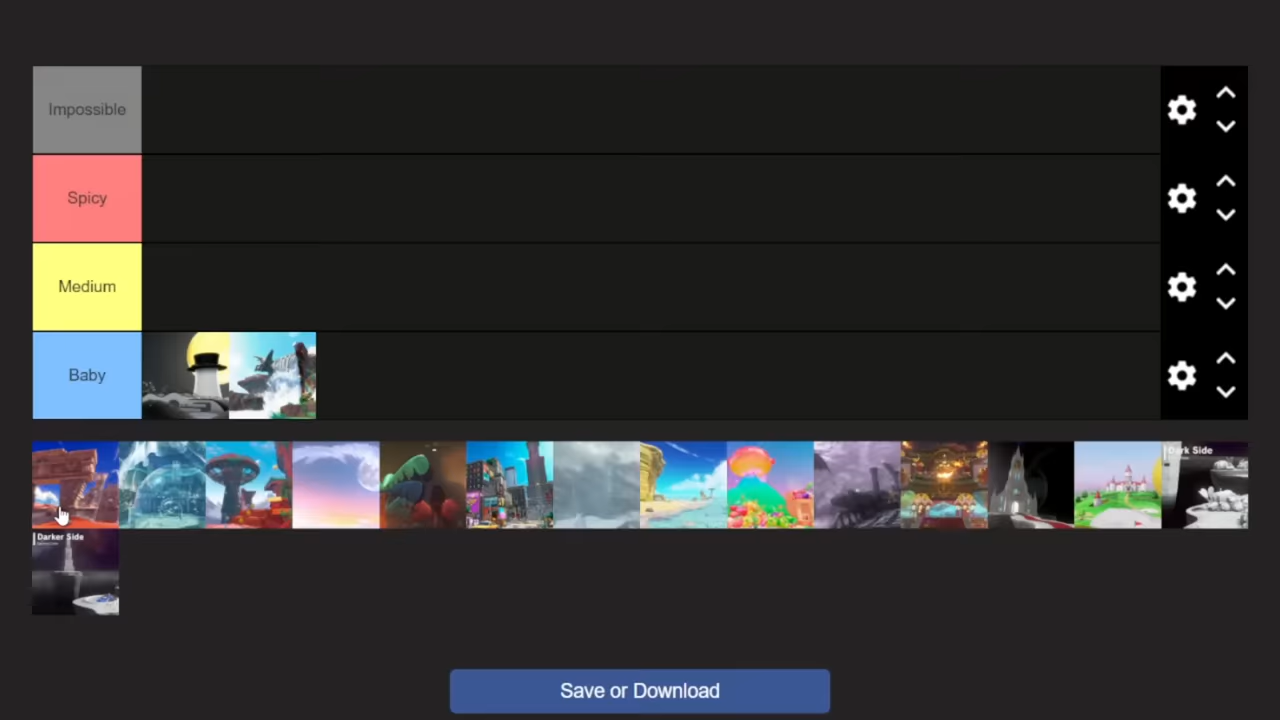 Impossible
Spicy
Medium
Baby
Dark Side
Darker Side
Save or Download